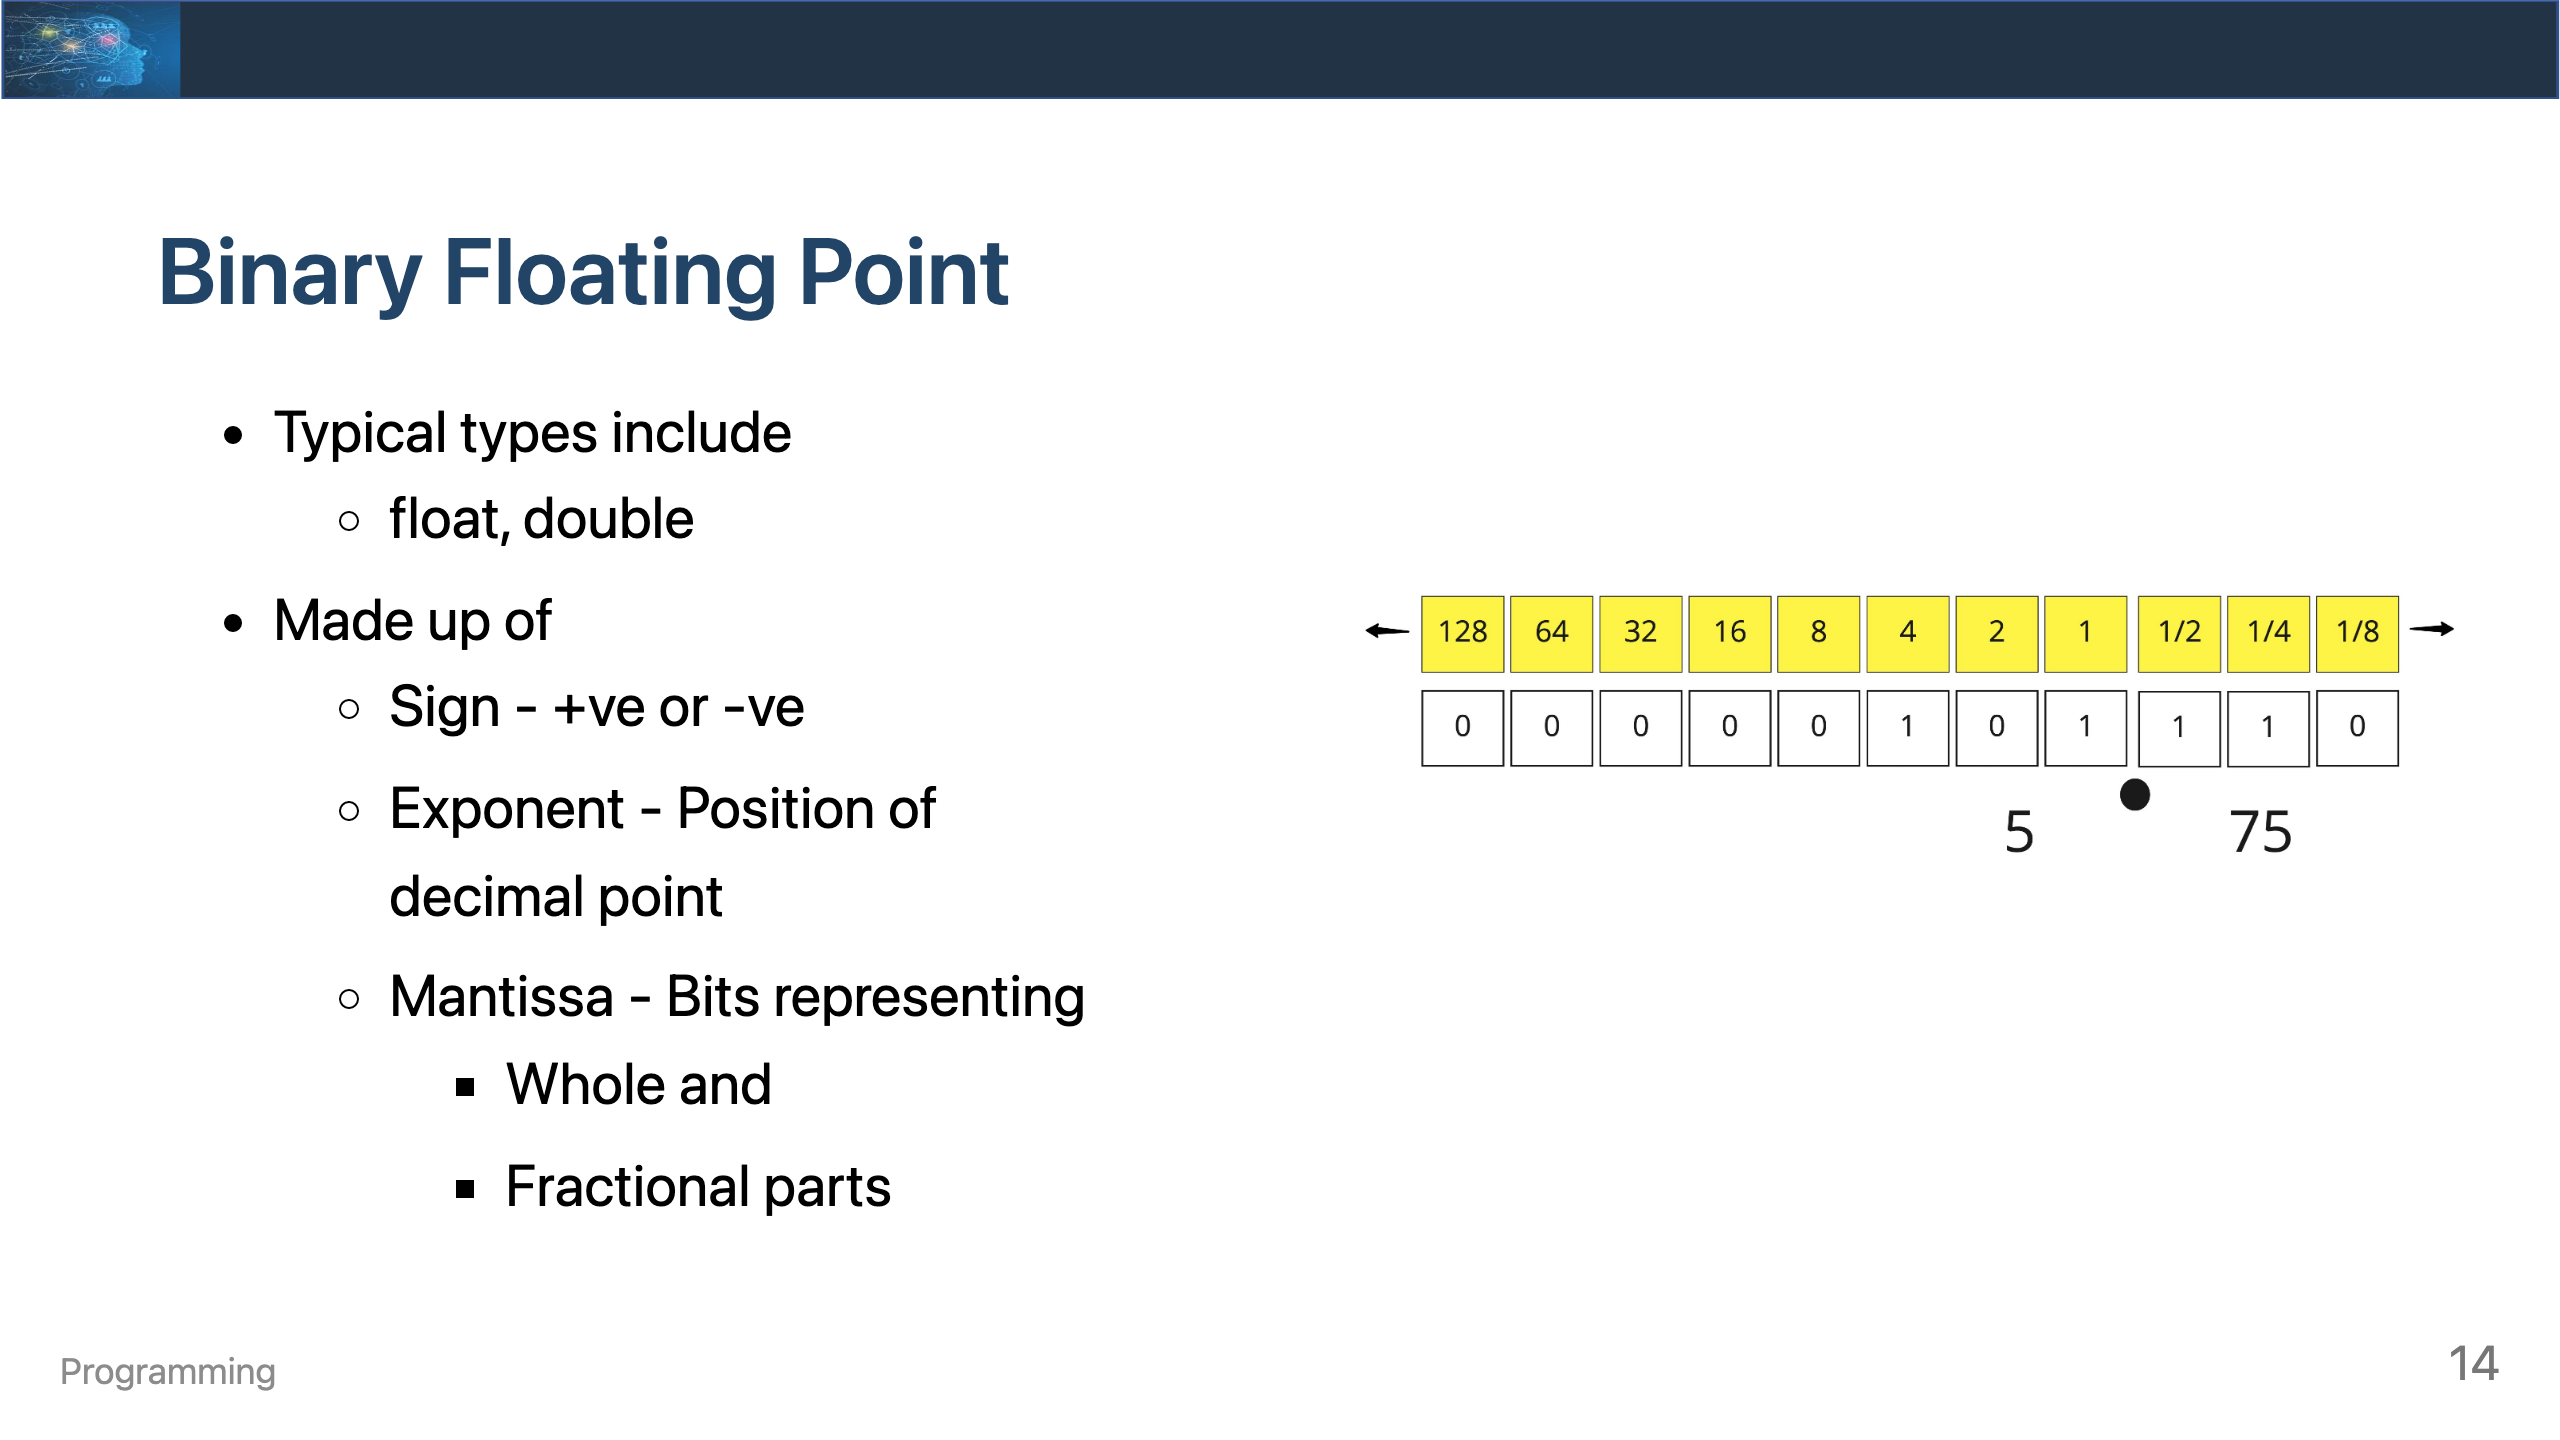 Binary Floating Point
Typical types include
float, double
Made up of
Sign - +ve or -ve
Exponent - Position of
decimal point
Mantissa - Bits representing
Whole and
Fractional parts
128 64 32 16 8 4 2 1 1/2 1/4 1/8
0 0 0 0 0 1 0 1 1 1 0
5 75
Programming
14